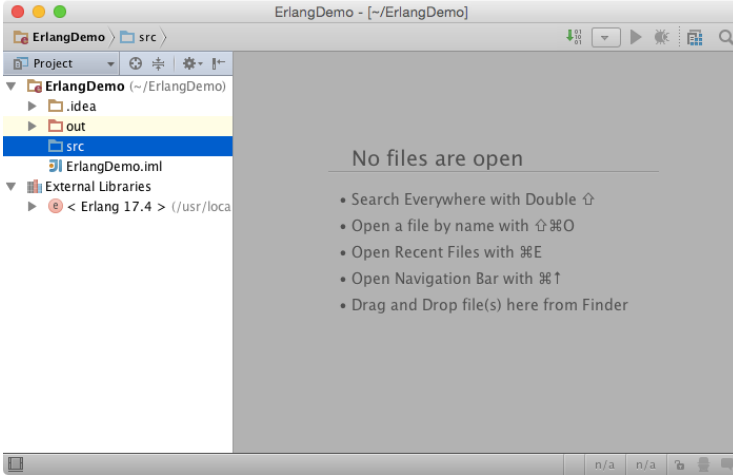 ErlangDemo - [~/ErlangDemo]
ErlangDemo src
Project
ErlangDemo (~/ErlangDemo)
.idea
out
src
ErlangDemo.iml
External Libraries
< Erlang 17.4 > (/usr/loca
No files are open
• Search Everywhere with Double ⇧
• Open a file by name with ⇧⌘O
• Open Recent Files with ⌘E
• Open Navigation Bar with ⌘↑
• Drag and Drop file(s) here from Finder
n/a n/a